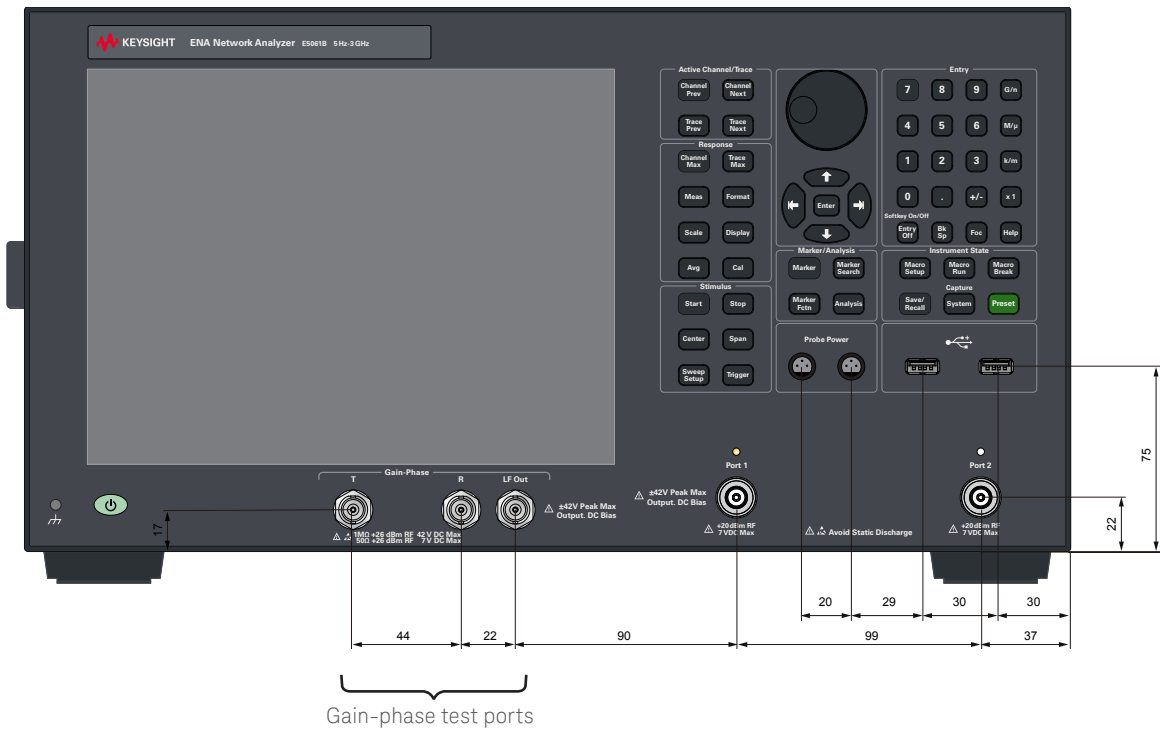 KEYSIGHT ENA Network Analyzer E5061B 5 Hz-3 GHz
Active Channel/Trace
Channel Prev
Channel Next
Trace Prev
Trace Next
Response
Channel Max
Trace Max
Meas
Format
Scale
Display
Avg
Cal
Stimulus
Start
Stop
Center
Span
Sweep Setup
Trigger
Enter
Marker/Analysis
Marker
Marker Search
Marker Fctn
Analysis
Entry
7 8 9 G/n
4 5 6 M/µ
1 2 3 k/m
0 . +/- x 1
Softkey On/Off
Entry Off
Bk Sp
Foc
Help
Instrument State
Macro Setup
Macro Run
Macro Break
Capture
Save/ Recall
System
Preset
Probe Power
Gain-Phase
T R LF Out
±42V Peak Max
Output. DC Bias
1MΩ +26 dBm RF 42 V DC Max
50Ω +26 dBm RF 7 V DC Max
Port 1
±42V Peak Max
Output. DC Bias
+20 dBm RF
7 VDC Max
Avoid Static Discharge
Port 2
+20 dBm RF
7 VDC Max
17
75
22
20 29 30 30
44 22 90 99 37
Gain-phase test ports